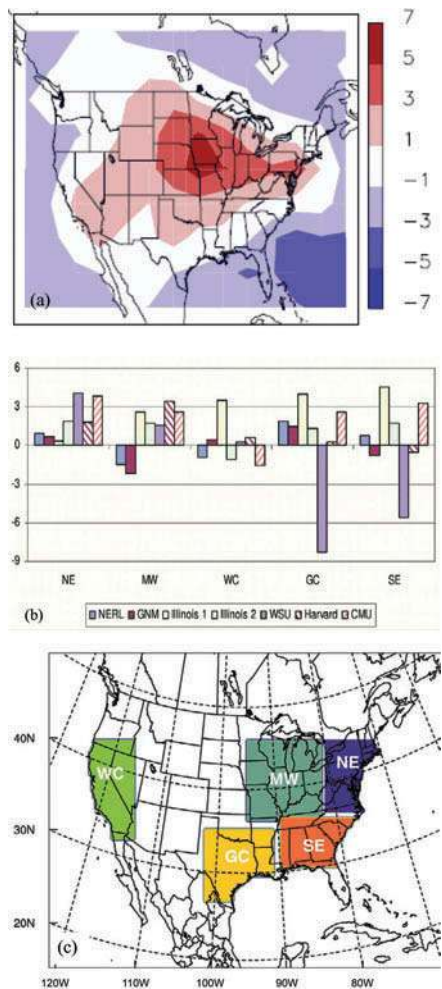 7
5
3
1
-1
-3
-5
-7
(a)
6
3
0
-3
-6
-9
NE MW WC GC SE
NERL GNM Illinois 1 Illinois 2 WSU Harvard CMU
(b)
40N
30N
20N
WC
MW
NE
GC
SE
(c)
120W 110W 100W 90W 80W